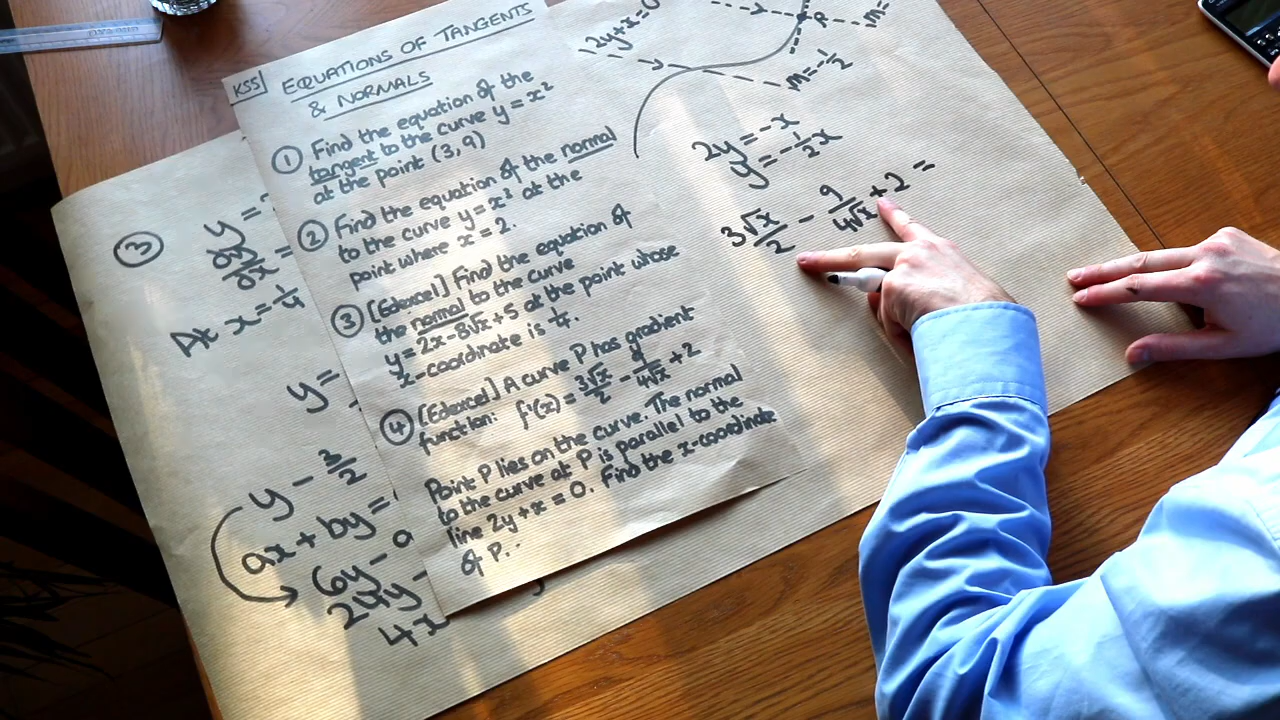 KS5
EQUATIONS OF TANGENTS
& NORMALS
① Find the equation of the
tangent to the curve y = x²
at the point (3,9)
② Find the equation of the normal
to the curve y = x³ at the
point where x = 2.
③ [Edexcel] Find the equation of
the normal to the curve
y = 2x - 8√x + 5 at the point whose
x-coordinate is 1/4.
④ [Edexcel] A curve P has gradient
function: f'(x) = 3√x/2 - 9/4√x + 2
Point P lies on the curve. The normal
to the curve at P is parallel to the
line 2y + x = 0. Find the x-coordinate
of P.
③
y =
dy/dx =
At x = 1/4
y =
y - 3/2
ax + by =
6y - 
4x
2y + x = 0
P
m =
m = -1/2
2y = -x
y = -1/2 x
3√x/2 - 9/4√x + 2 =